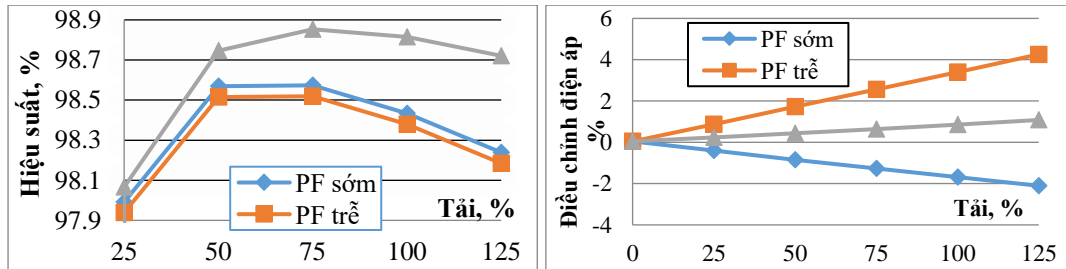 Hiệu suất, %
98.9
98.7
98.5
98.3
98.1
97.9
PF sớm
PF trễ
Tải, %
25 50 75 100 125
Điều chỉnh điện áp
%
6
4
2
0
-2
-4
PF sớm
PF trễ
Tải, %
0 25 50 75 100 125